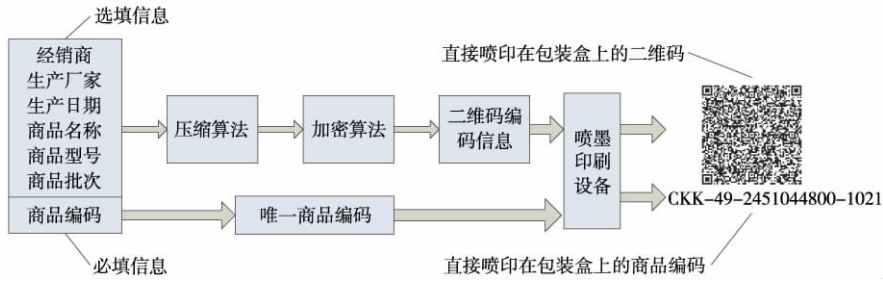 选填信息
经销商
生产厂家
生产日期
商品名称
商品型号
商品批次
商品编码
必填信息
压缩算法
加密算法
二维码编
码信息
唯一商品编码
喷墨
印刷
设备
直接喷印在包装盒上的二维码
CKK-49-2451044800-1021
直接喷印在包装盒上的商品编码